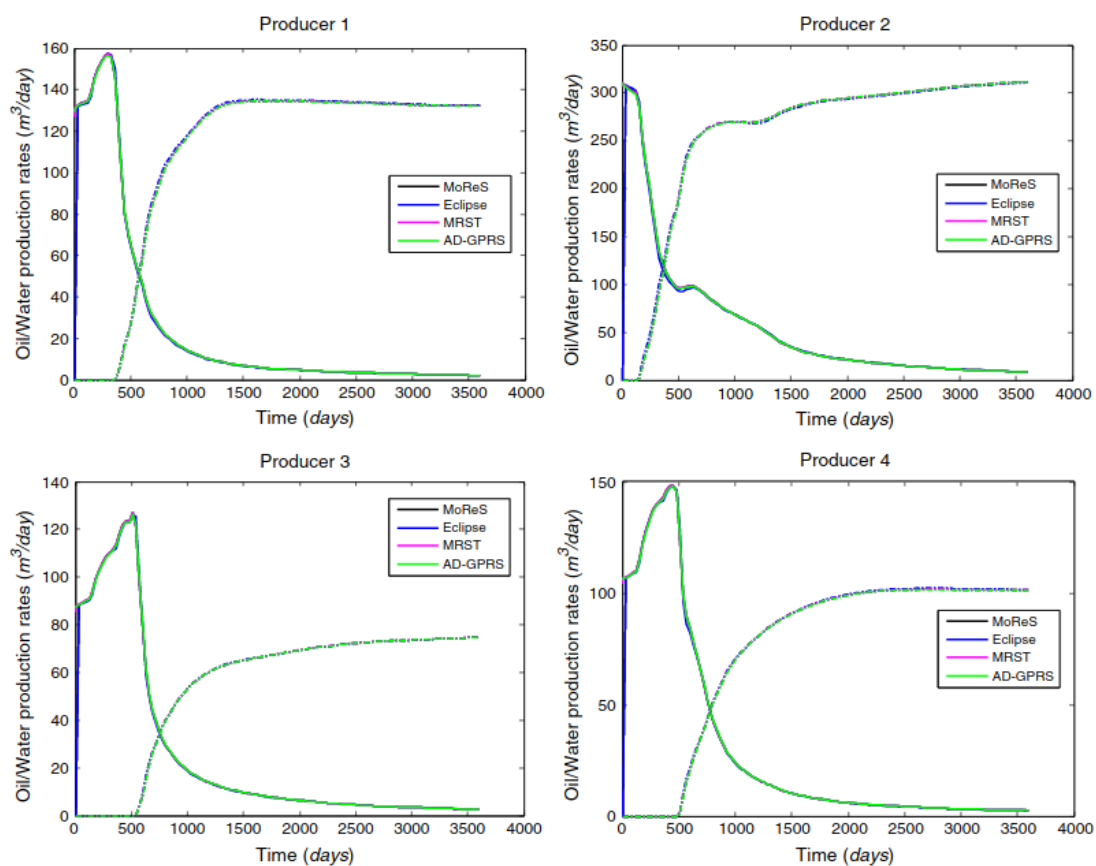 Producer 1
Oil/Water production rates (m³/day)
160
140
120
100
80
60
40
20
0
MoReS
Eclipse
MRST
AD-GPRS
0 500 1000 1500 2000 2500 3000 3500 4000
Time (days)
Producer 2
Oil/Water production rates (m³/day)
350
300
250
200
150
100
50
0
MoReS
Eclipse
MRST
AD-GPRS
0 500 1000 1500 2000 2500 3000 3500 4000
Time (days)
Producer 3
Oil/Water production rates (m³/day)
140
120
100
80
60
40
20
0
MoReS
Eclipse
MRST
AD-GPRS
0 500 1000 1500 2000 2500 3000 3500 4000
Time (days)
Producer 4
Oil/Water production rates (m³/day)
150
100
50
0
MoReS
Eclipse
MRST
AD-GPRS
0 500 1000 1500 2000 2500 3000 3500 4000
Time (days)